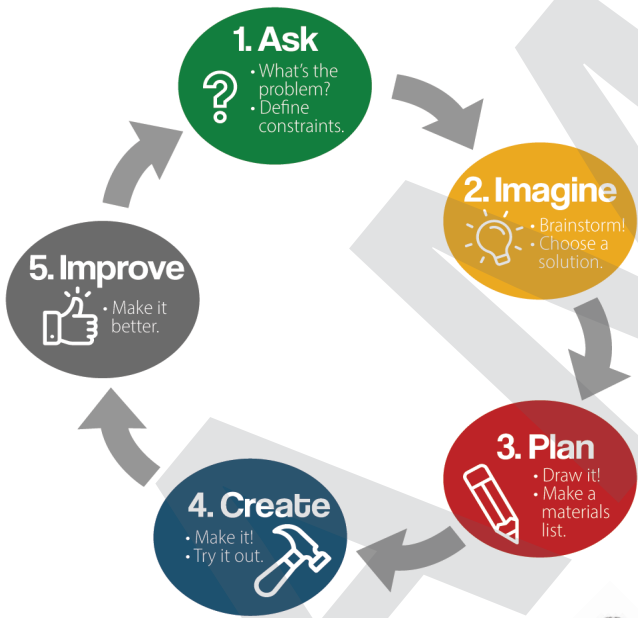 1. Ask
• What's the
problem?
• Define
constraints.
2. Imagine
• Brainstorm!
• Choose a
solution.
3. Plan
• Draw it!
• Make a
materials
list.
4. Create
• Make it!
• Try it out.
5. Improve
• Make it
better.